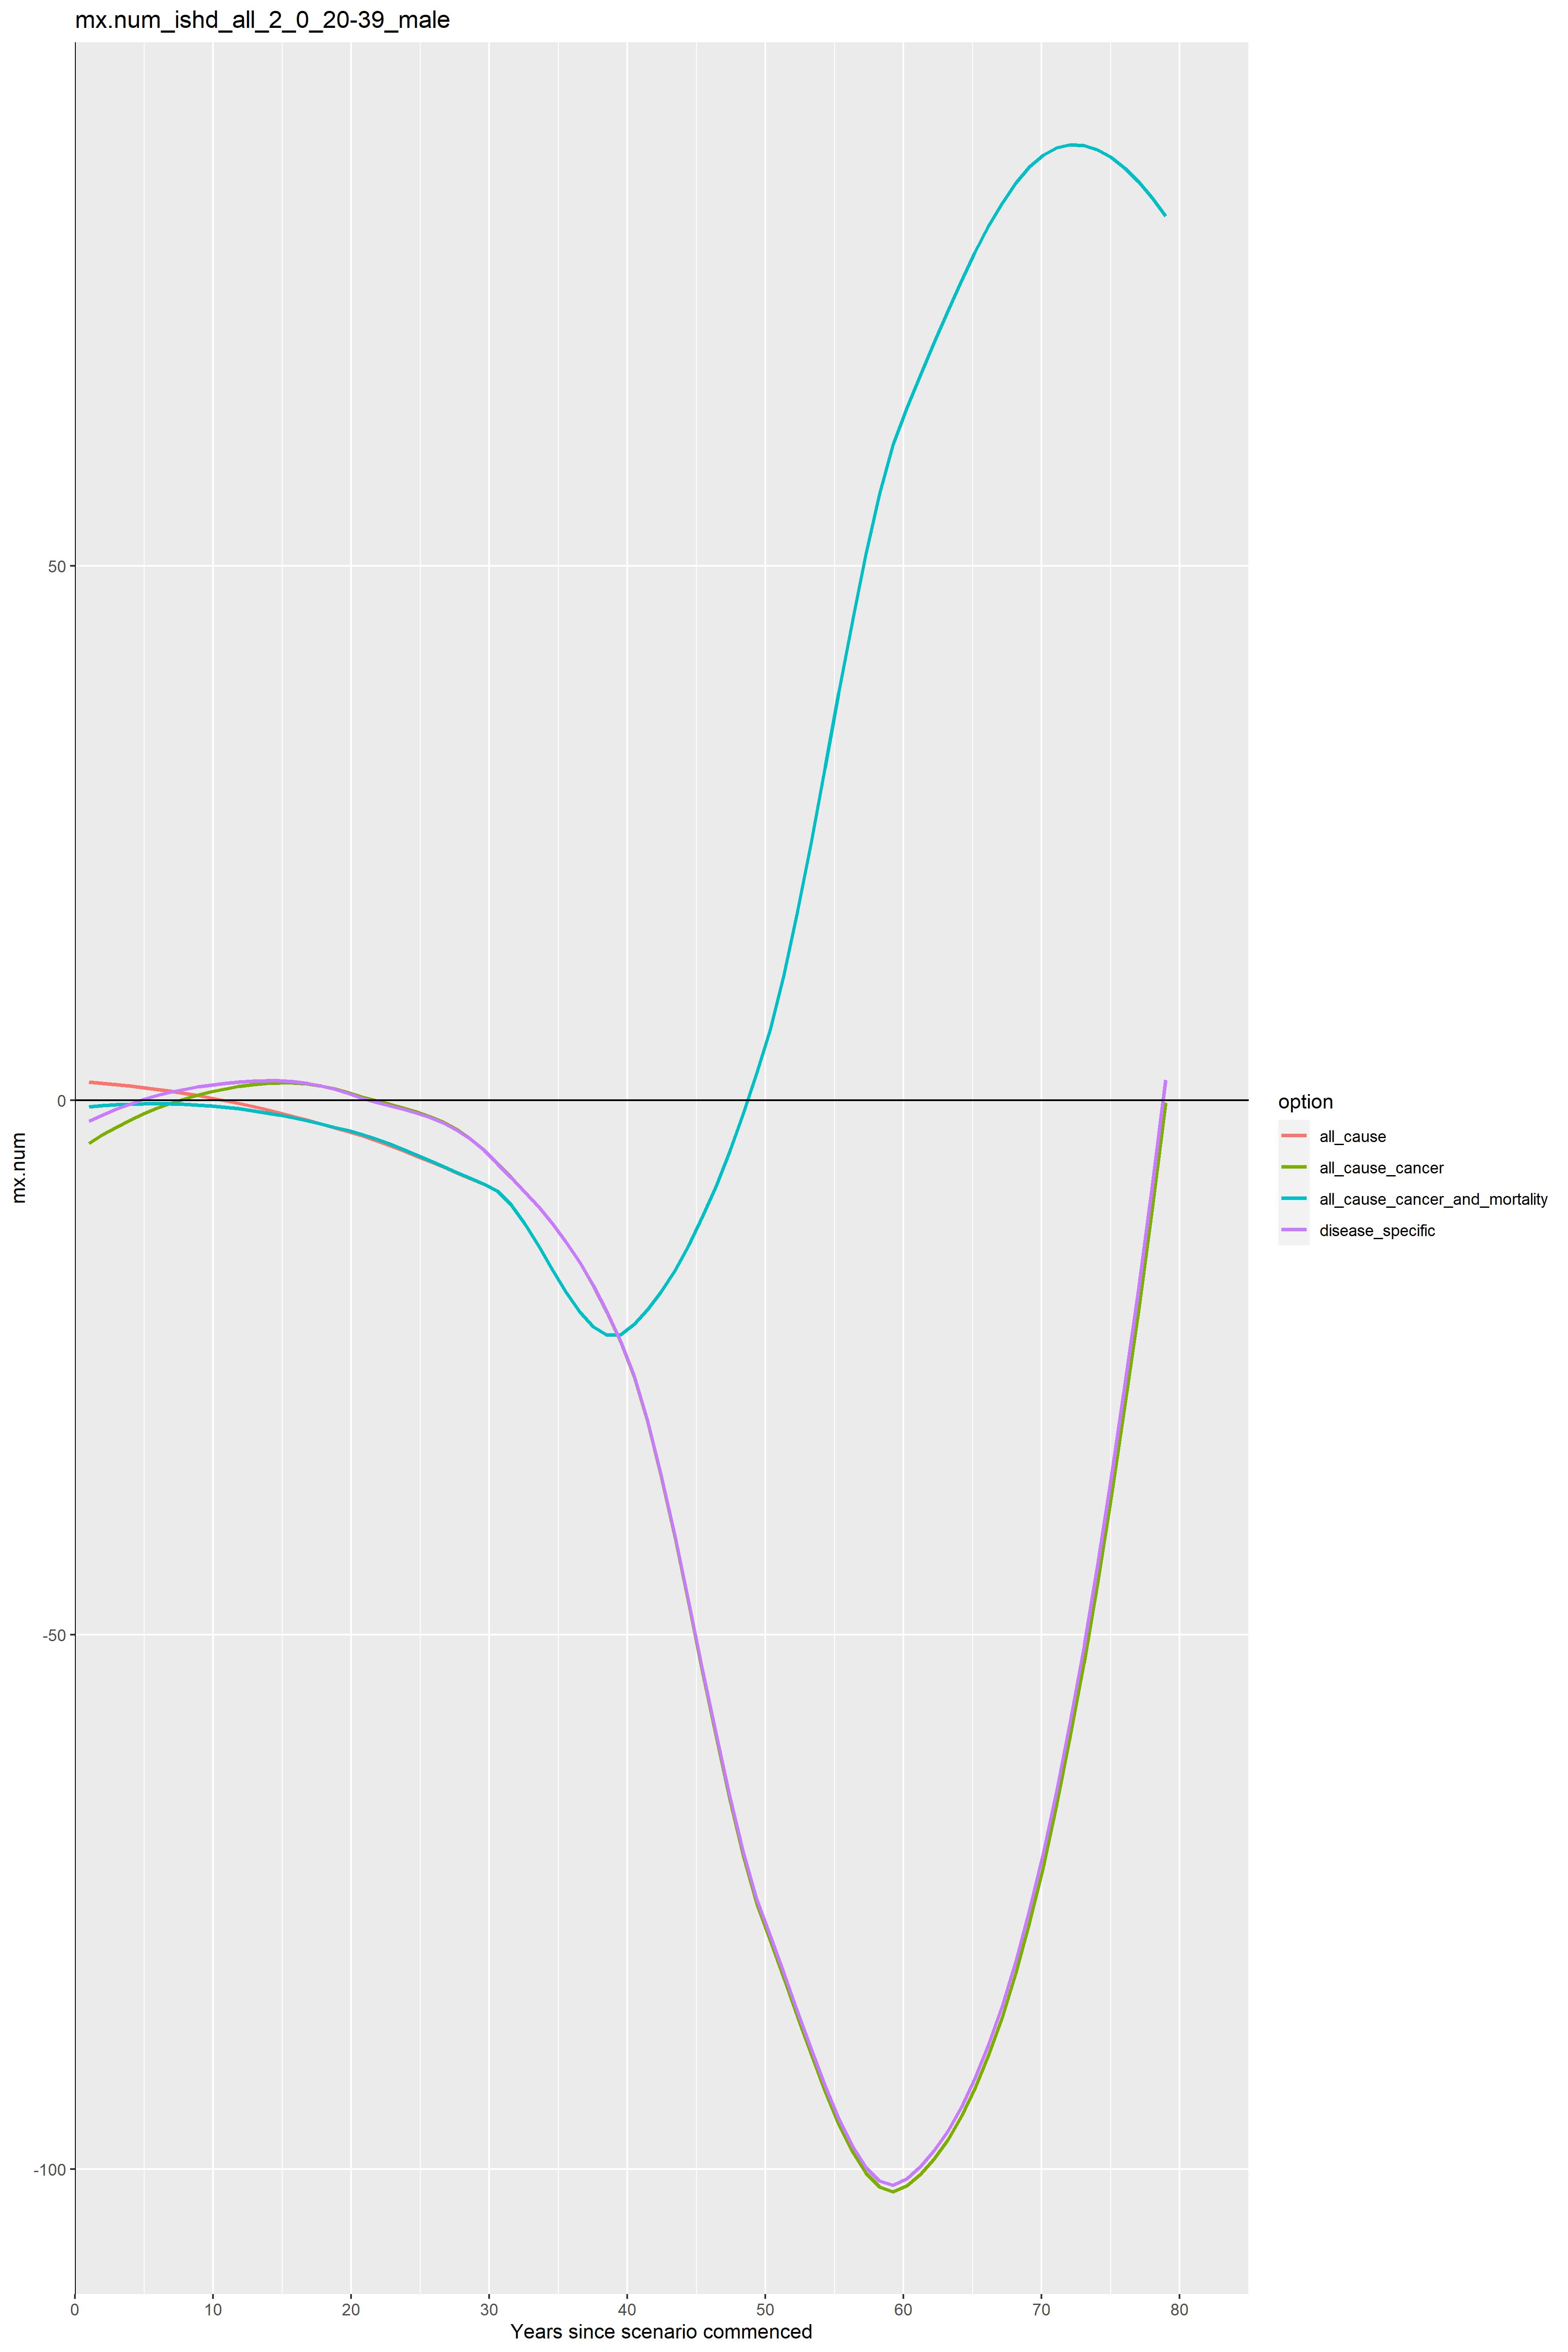 mx.num_ishd_all_2_0_20-39_male
mx.num
50
0
-50
-100
0 10 20 30 40 50 60 70 80
Years since scenario commenced
option
all_cause
all_cause_cancer
all_cause_cancer_and_mortality
disease_specific